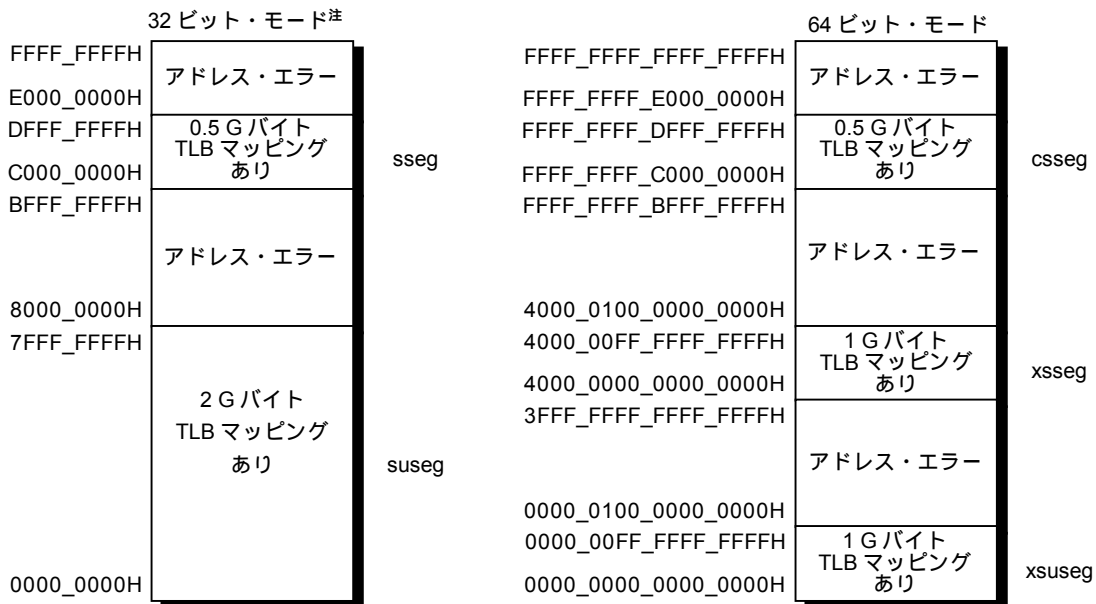 32 ビット・モード注
FFFF_FFFFH
アドレス・エラー
E000_0000H
DFFF_FFFFH
0.5 G バイト
TLB マッピング
あり
sseg
C000_0000H
BFFF_FFFFH
アドレス・エラー
8000_0000H
7FFF_FFFFH
2 G バイト
TLB マッピング
あり
suseg
0000_0000H
64 ビット・モード
FFFF_FFFF_FFFF_FFFFH
アドレス・エラー
FFFF_FFFF_E000_0000H
FFFF_FFFF_DFFF_FFFFH
0.5 G バイト
TLB マッピング
あり
csseg
FFFF_FFFF_C000_0000H
FFFF_FFFF_BFFF_FFFFH
アドレス・エラー
4000_0100_0000_0000H
4000_00FF_FFFF_FFFFH
1 G バイト
TLB マッピング
あり
xsseg
4000_0000_0000_0000H
3FFF_FFFF_FFFF_FFFFH
アドレス・エラー
0000_0100_0000_0000H
0000_00FF_FFFF_FFFFH
1 G バイト
TLB マッピング
あり
xsuseg
0000_0000_0000_0000H